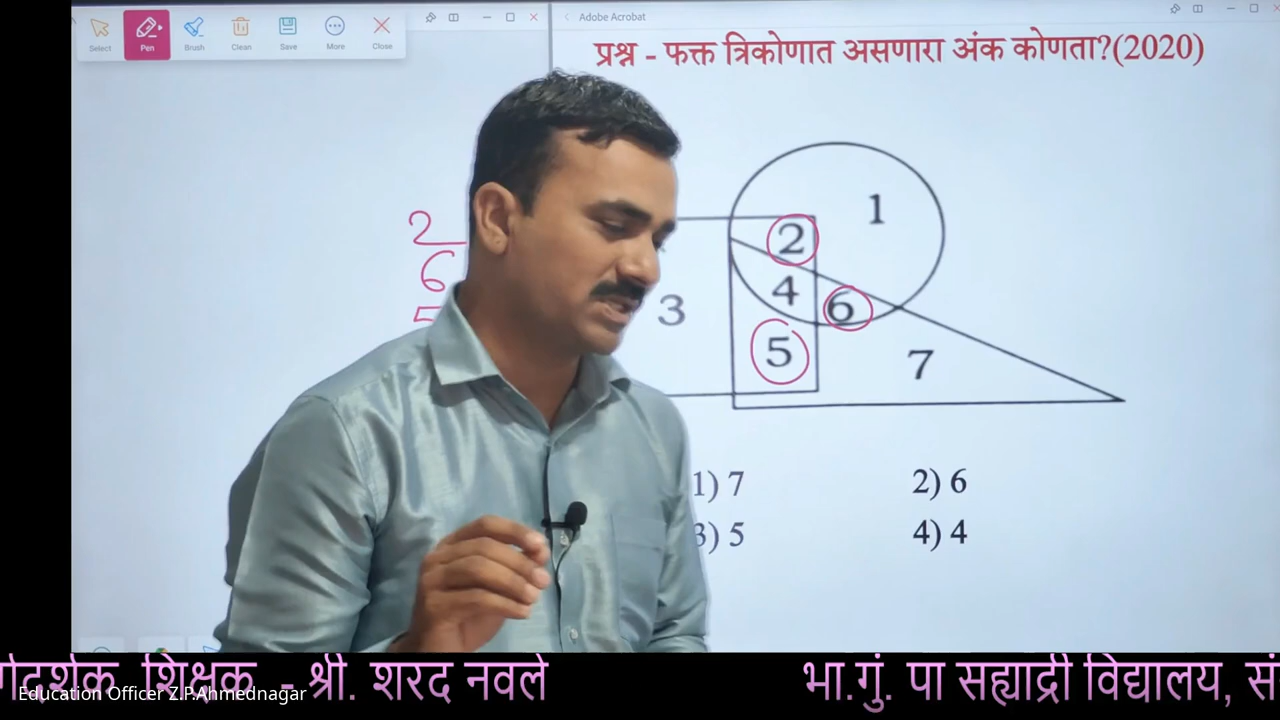 Adobe Acrobat
Select Pen Brush Clean Save More Close
प्रश्न - फक्त त्रिकोणात असणारा अंक कोणता?(2020)
1
2
2
6
4
6
3
5
7
1) 7 2) 6
3) 5 4) 4
शिक्षक - श्री. शरद नवले भा.गुं. पा सह्याद्री विद्यालय,
Education Officer Z.P.Ahmednagar